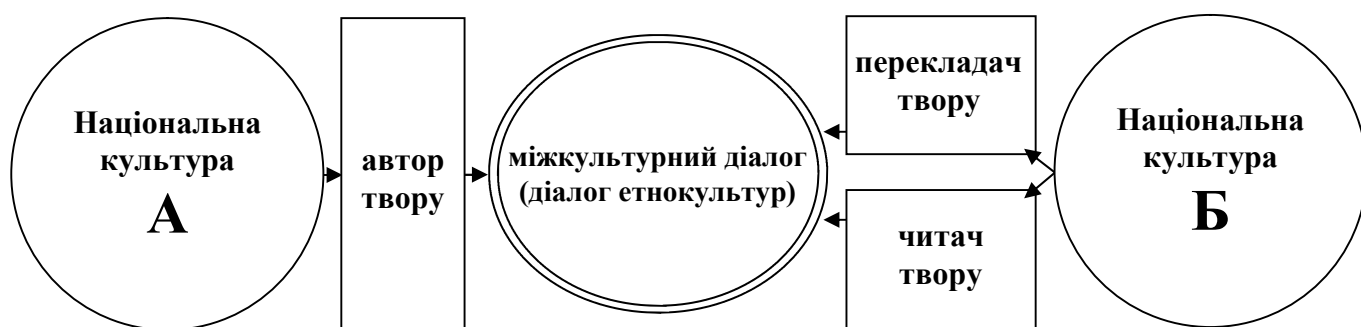 Національна
культура
А
автор
твору
міжкультурний діалог
(діалог етнокультур)
перекладач
твору
читач
твору
Національна
культура
Б